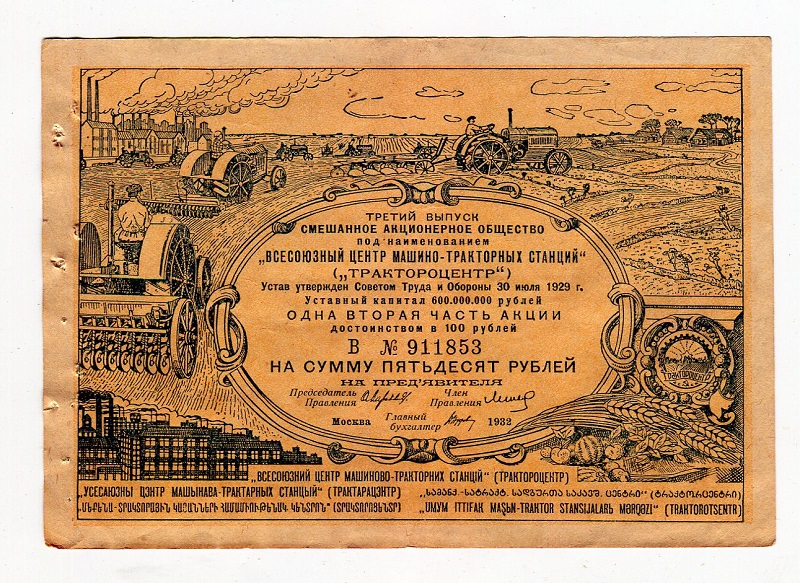 ТРЕТИЙ ВЫПУСК
СМЕШАННОЕ АКЦИОНЕРНОЕ ОБЩЕСТВО
под наименованием
„ВСЕСОЮЗНЫЙ ЦЕНТР МАШИНО-ТРАКТОРНЫХ СТАНЦИЙ“
(„ТРАКТОРОЦЕНТР“)
Устав утвержден Советом Труда и Обороны 30 июля 1929 г.
Уставный капитал 600.000.000 рублей
ОДНА ВТОРАЯ ЧАСТЬ АКЦИИ
достоинством в 100 рублей
В № 911853
НА СУММУ ПЯТЬДЕСЯТ РУБЛЕЙ
НА ПРЕД'ЯВИТЕЛЯ
Председатель Правления
Член Правления
Москва Главный бухгалтер 1932
ТРАКТОРОЦЕНТР
„ВСЕСОЮЗНИЙ ЦЕНТР МАШИНОВО-ТРАКТОРНИХ СТАНЦІЙ“ (ТРАКТОРОЦЕНТР)
„УСЕСАЮЗНЫ ЦЭНТР МАШЫНАВА-ТРАКТАРНЫХ СТАНЦЫЙ“ (ТРАКТАРАЦЭНТР)
(ᲢᲠᲐᲥᲢᲝᲠᲪᲔᲜᲢᲠᲘ)
„UMUM ITTIFAK MAŞЬN-TRAKTOR STANSIJALARЬ MƏRQƏZI“ (TRAKTOROTSENTR)